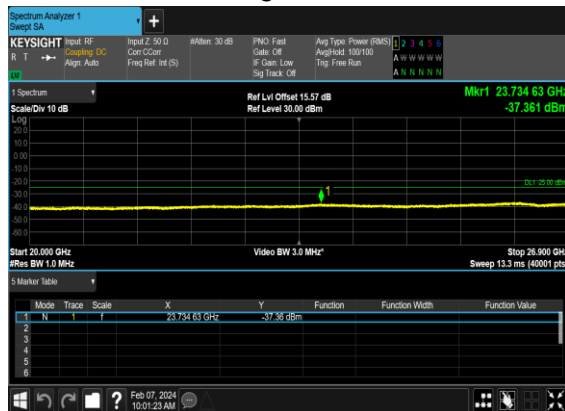 Spectrum Analyzer 1
Swept SA
+
KEYSIGHT Input: RF Input Z: 50 Ω #Atten: 30 dB PNO: Fast Avg Type: Power (RMS) 1 2 3 4 5 6
R T Coupling: DC Corr CCorr Gate: Off Avg|Hold: 100/100 A W W W W W
Align: Auto Freq Ref: Int (S) IF Gain: Low Trig: Free Run
Sig Track: Off A N N N N N
1 Spectrum Ref Lvl Offset 15.57 dB Mkr1 23.734 63 GHz
Scale/Div 10 dB Ref Level 30.00 dBm -37.361 dBm
Log
20.0
10.0
0.00
-10.0
-20.0
DL1 -25.00 dBm
-30.0
1
-40.0
-50.0
-60.0
Start 20.000 GHz Video BW 3.0 MHz* Stop 26.900 GHz
#Res BW 1.0 MHz Sweep 13.3 ms (40001 pts
5 Marker Table
Mode Trace Scale X Y Function Function Width Function Value
1 N 1 f 23.734 63 GHz -37.36 dBm
2
3
4
5
6
? Feb 07, 2024
10:01:23 AM